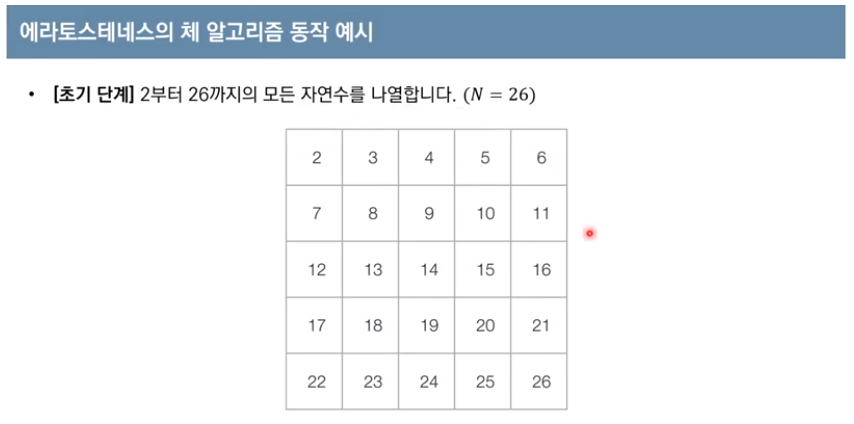 에라토스테네스의 체 알고리즘 동작 예시
• [초기 단계] 2부터 26까지의 모든 자연수를 나열합니다. (N = 26)
2 3 4 5 6
7 8 9 10 11
12 13 14 15 16
17 18 19 20 21
22 23 24 25 26